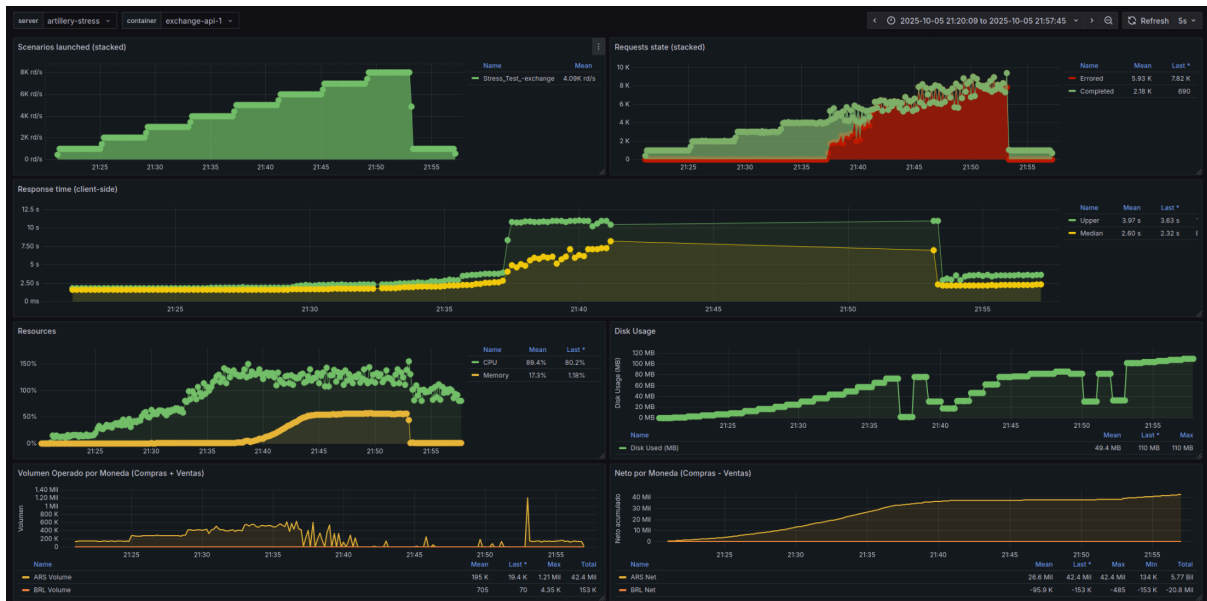 server artillery-stress container exchange-api-1 2025-10-05 21:20:09 to 2025-10-05 21:57:45 Refresh 5s
Scenarios launched (stacked)
8K rd/s
6K rd/s
4K rd/s
2K rd/s
0 rd/s
21:25 21:30 21:35 21:40 21:45 21:50 21:55
Name Mean
Stress_Test_-exchange 4.09K rd/s
Requests state (stacked)
10 K
8 K
6 K
4 K
2 K
0
21:25 21:30 21:35 21:40 21:45 21:50 21:55
Name Mean Last *
Errored 5.93 K 7.82 K
Completed 2.18 K 690
Response time (client-side)
12.5 s
10 s
7.50 s
5 s
2.50 s
0 ms
21:25 21:30 21:35 21:40 21:45 21:50 21:55
Name Mean Last *
Upper 3.97 s 3.63 s
Median 2.60 s 2.32 s
Resources
150%
100%
50%
0%
21:25 21:30 21:35 21:40 21:45 21:50 21:55
Name Mean Last *
CPU 89.4% 80.2%
Memory 17.3% 1.18%
Disk Usage
Disk Usage (MB)
120 MB
100 MB
80 MB
60 MB
40 MB
20 MB
0 MB
21:25 21:30 21:35 21:40 21:45 21:50 21:55
Name Mean Last * Max
Disk Used (MB) 49.4 MB 110 MB 110 MB
Volumen Operado por Moneda (Compras + Ventas)
Volumen
1.40 Mil
1.20 Mil
1 Mil
800 K
600 K
400 K
200 K
0
21:25 21:30 21:35 21:40 21:45 21:50 21:55
Name Mean Last * Max Total
ARS Volume 195 K 19.4 K 1.21 Mil 42.4 Mil
BRL Volume 705 70 4.35 K 153 K
Neto por Moneda (Compras - Ventas)
Neto acumulado
40 Mil
30 Mil
20 Mil
10 Mil
0
21:25 21:30 21:35 21:40 21:45 21:50 21:55
Name Mean Last * Max Min Total
ARS Net 26.6 Mil 42.4 Mil 42.4 Mil 134 K 5.77 Bil
BRL Net -95.9 K -153 K -485 -153 K -20.8 Mil